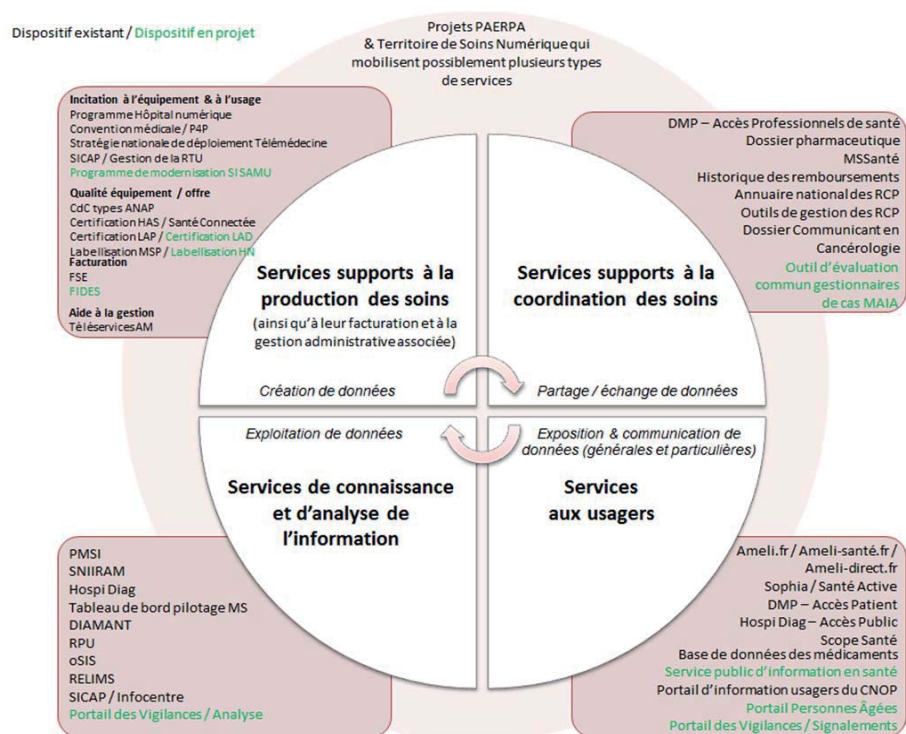 Dispositif existant / Dispositif en projet
Projets PAERPA
& Territoire de Soins Numérique qui
mobilisent possiblement plusieurs types
de services
Incitation à l'équipement & à l'usage
Programme Hôpital numérique
Convention médicale / P4P
Stratégie nationale de déploiement Télémédecine
SICAP / Gestion de la RTU
Programme de modernisation SI SAMU
Qualité équipement / offre
CdC types ANAP
Certification HAS / Santé Connectée
Certification LAP / Certification LAD
Labellisation MSP / Labellisation HN
Facturation
FSE
FIDES
Aide à la gestion
Téléservices AM
DMP – Accès Professionnels de santé
Dossier pharmaceutique
MSSanté
Historique des remboursements
Annuaire national des RCP
Outils de gestion des RCP
Dossier Communicant en
Cancérologie
Outil d'évaluation
commun gestionnaires
de cas MAIA
Services supports à la
production des soins
(ainsi qu'à leur facturation et à la
gestion administrative associée)
Création de données
Services supports à la
coordination des soins
Partage / échange de données
Exploitation de données
Services de connaissance
et d'analyse de
l'information
Exposition & communication de
données (générales et particulières)
Services
aux usagers
PMSI
SNIIRAM
Hospi Diag
Tableau de bord pilotage MS
DIAMANT
RPU
oSIS
RELIMS
SICAP / Infocentre
Portail des Vigilances / Analyse
Ameli.fr / Ameli-santé.fr /
Ameli-direct.fr
Sophia / Santé Active
DMP – Accès Patient
Hospi Diag – Accès Public
Scope Santé
Base de données des médicaments
Service public d'information en santé
Portail d'information usagers du CNOP
Portail Personnes Âgées
Portail des Vigilances / Signalements